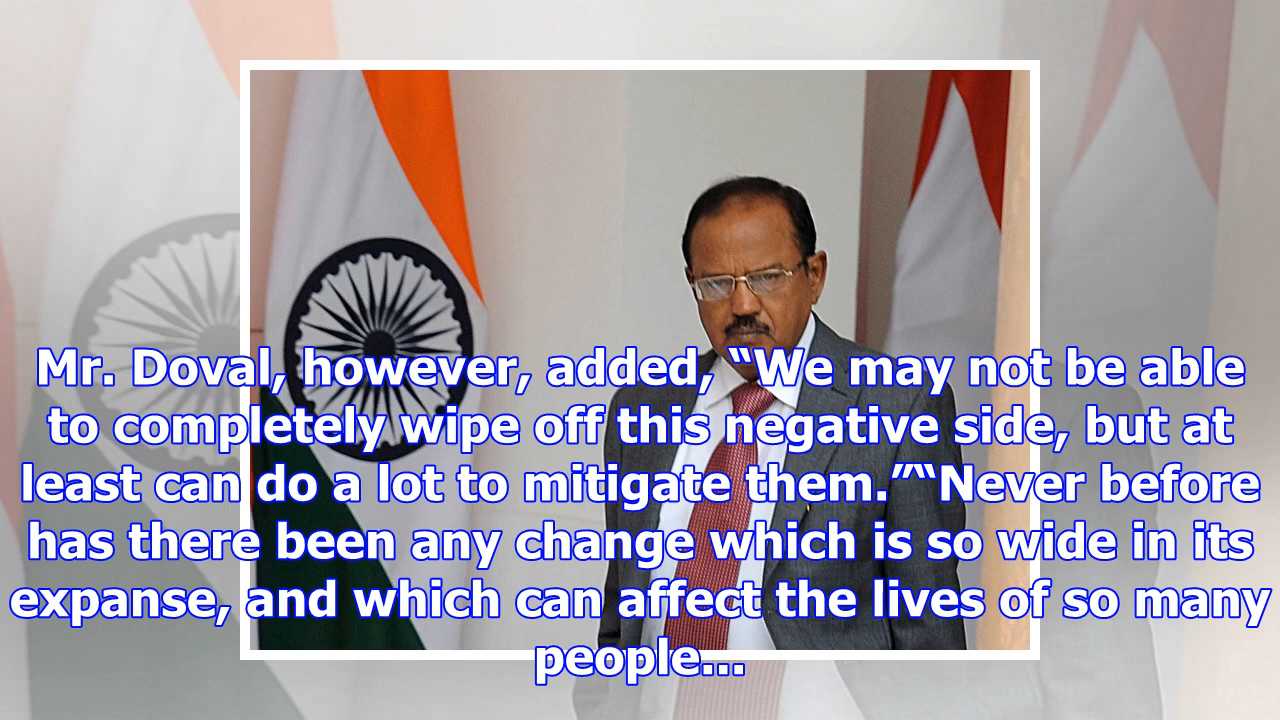 Mr. Doval, however, added, “We may not be able
to completely wipe off this negative side, but at
least can do a lot to mitigate them.”“Never before
has there been any change which is so wide in its
expanse, and which can affect the lives of so many
people...